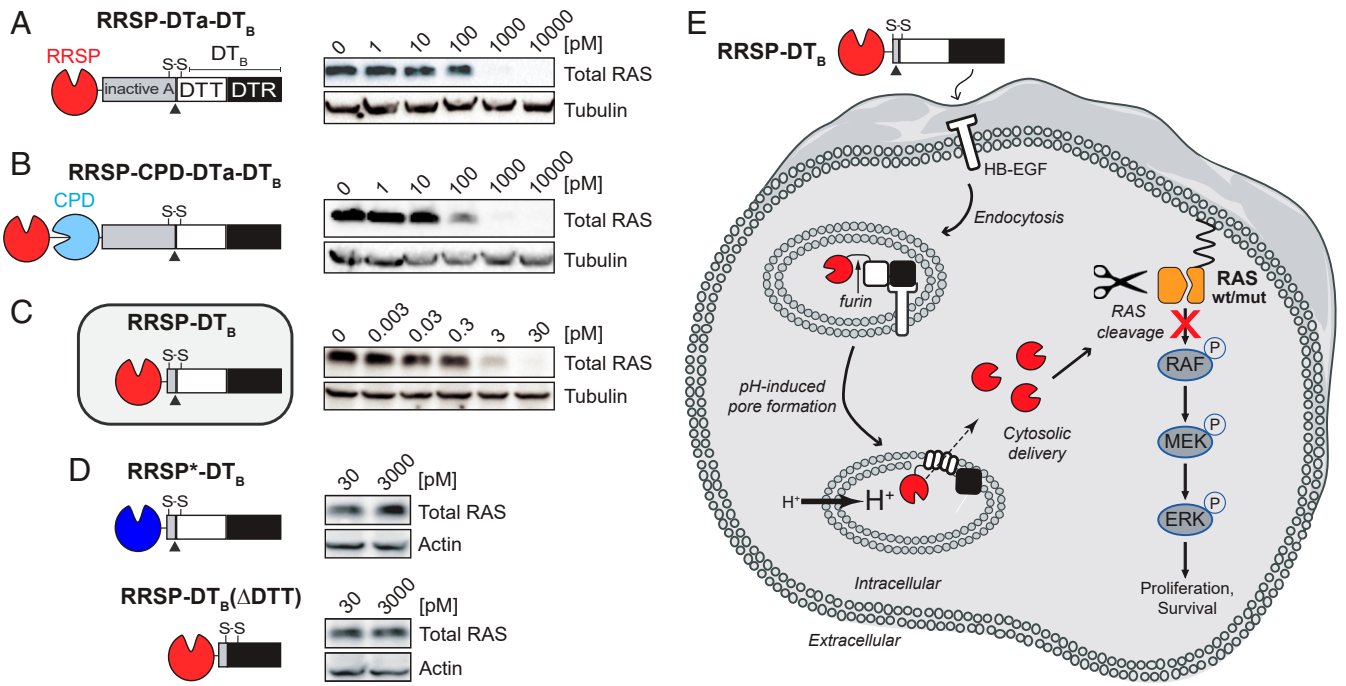 A
RRSP-DTa-DTB
RRSP
S-S
DTB
inactive A
DTT
DTR
0 1 10 100 1000 10000 [pM]
Total RAS
Tubulin
B
RRSP-CPD-DTa-DTB
CPD
S-S
0 1 10 100 1000 10000 [pM]
Total RAS
Tubulin
C
RRSP-DTB
S-S
0 0.003 0.03 0.3 3 30 [pM]
Total RAS
Tubulin
D
RRSP*-DTB
S-S
30 3000 [pM]
Total RAS
Actin
RRSP-DTB(ΔDTT)
S-S
30 3000 [pM]
Total RAS
Actin
E
RRSP-DTB
S-S
HB-EGF
Endocytosis
furin
pH-induced
pore formation
H+
H+
Cytosolic
delivery
RAS
cleavage
RAS
wt/mut
X
P
RAF
P
MEK
P
ERK
Proliferation,
Survival
Intracellular
Extracellular